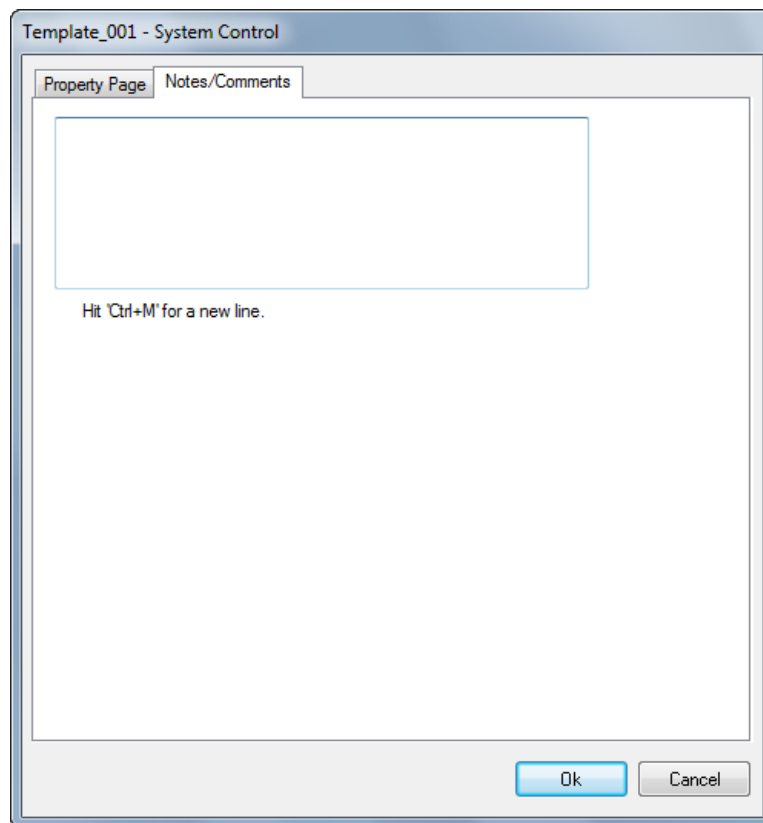 Template_001 - System Control
Property Page Notes/Comments
Hit 'Ctrl+M' for a new line.
Ok Cancel